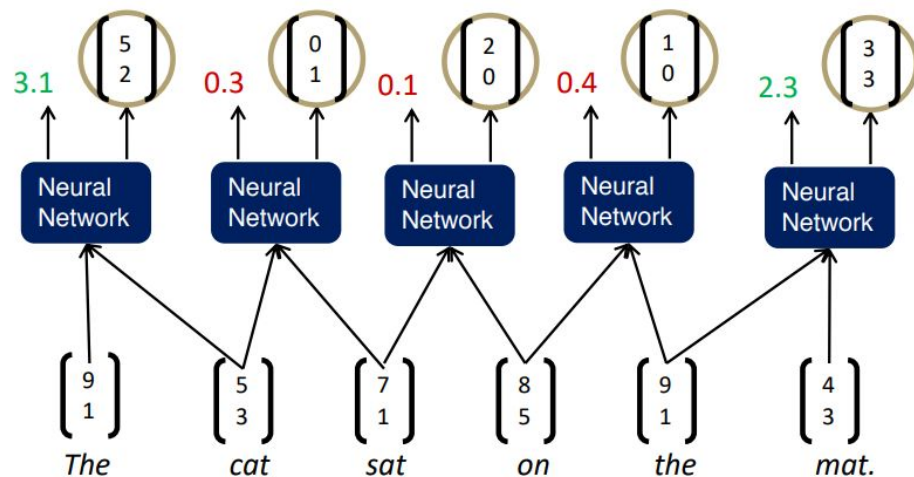 5 0 2 1 3
2 1 0 0 3
3.1 0.3 0.1 0.4 2.3
Neural Neural Neural Neural Neural
Network Network Network Network Network
9 5 7 8 9 4
1 3 1 5 1 3
The cat sat on the mat.